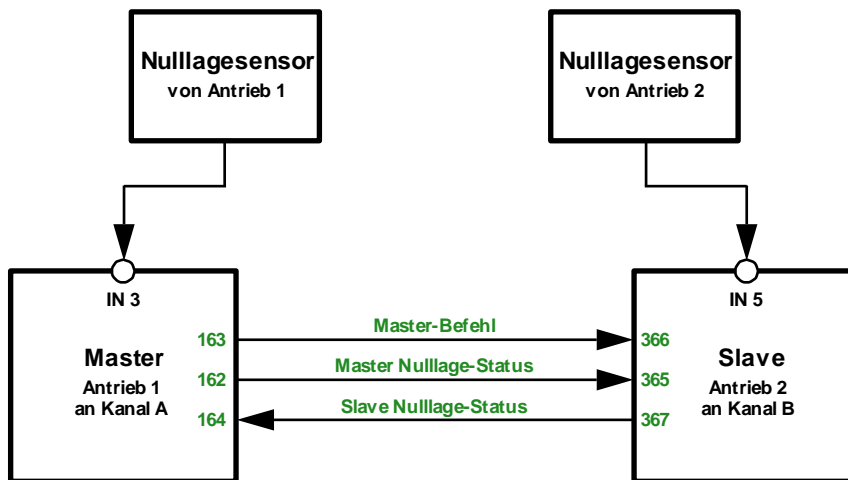 Nulllagesensor
von Antrieb 1
Nulllagesensor
von Antrieb 2
IN 3
IN 5
163
Master-Befehl
366
Master
Slave
162
Master Nulllage-Status
365
Antrieb 1
an Kanal A
Antrieb 2
an Kanal B
164
Slave Nulllage-Status
367